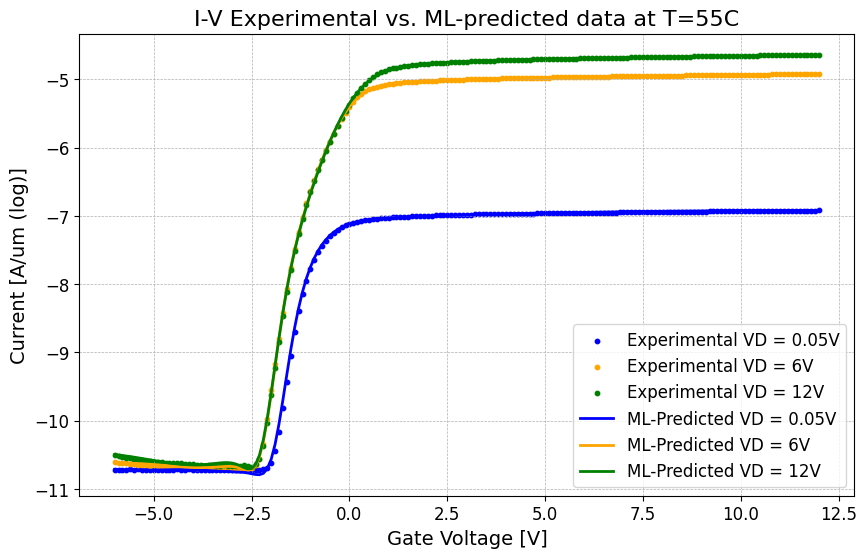 I-V Experimental vs. ML-predicted data at T=55C
Current [A/um (log)]
−5
−6
−7
−8
−9
−10
−11
Experimental VD = 0.05V
Experimental VD = 6V
Experimental VD = 12V
ML-Predicted VD = 0.05V
ML-Predicted VD = 6V
ML-Predicted VD = 12V
−5.0 −2.5 0.0 2.5 5.0 7.5 10.0 12.5
Gate Voltage [V]